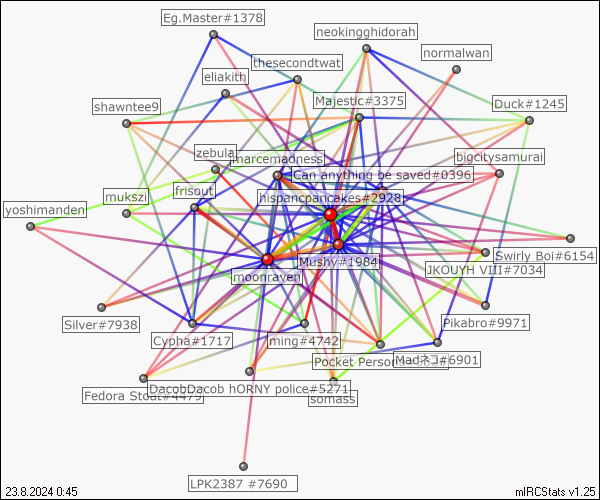 Eg.Master#1378
neokingghidorah
normalwan
thesecondtwat
eliakith
Majestic#3375
Duck#1245
shawntee9
zebula
marcemadness
bigcitysamurai
Can anything be saved#0396
mukszi
frisout
hispancpancakes#2928
yoshimanden
Swirly Boi#6154
Mushy#1984
JKOUYH VIII#7034
moonraven
Silver#7938
Pikabro#9971
Cypha#1717
ming#4742
Pocket Person
Madネコ#6901
DacobDacob hORNY police#5271
Fedora Stoat#4479
somass
LPK2387 #7690
23.8.2024 0:45
mIRCStats v1.25